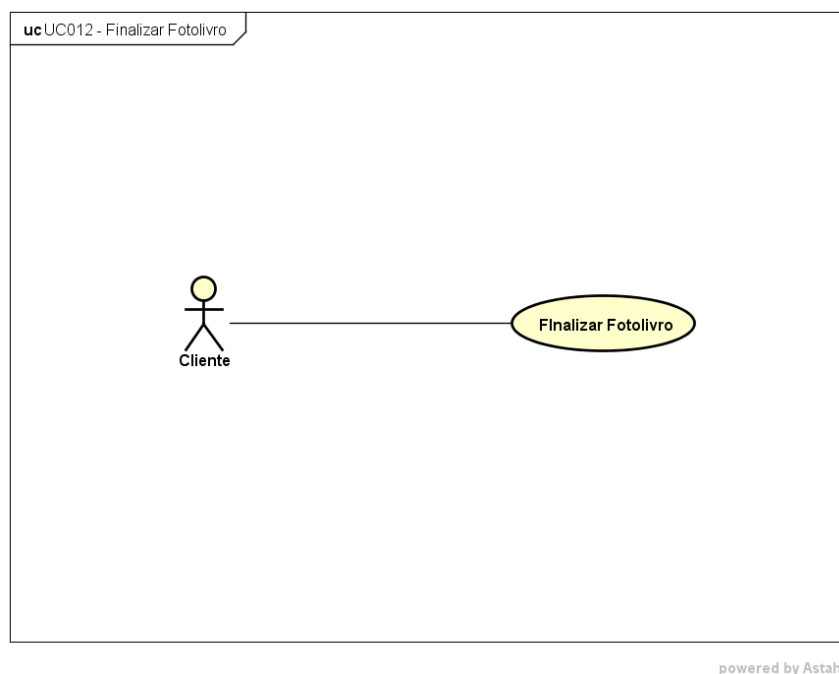 uc UC012 - Finalizar Fotolivro
Cliente
FInalizar Fotolivro
powered by Astah